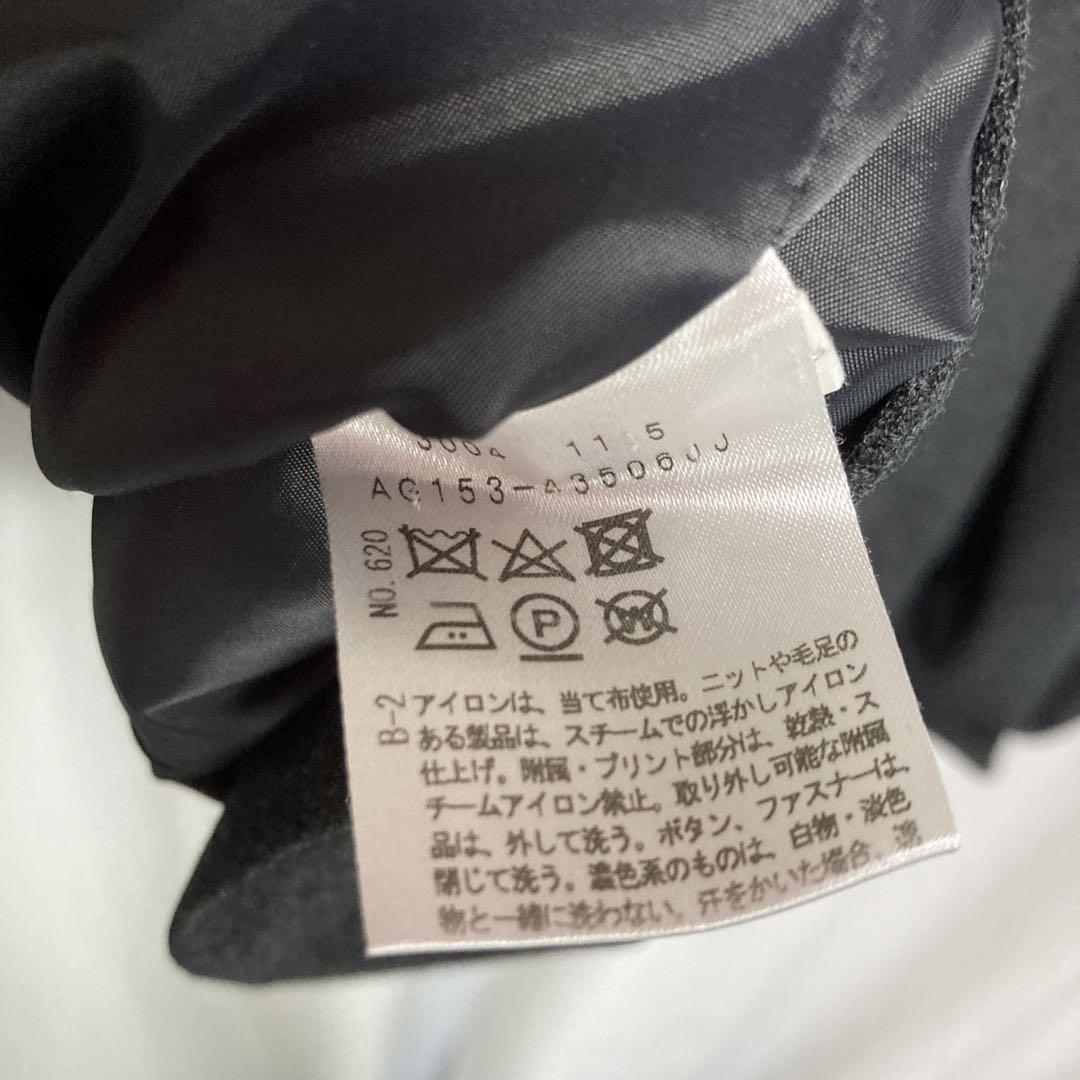 11 5
AG153-43506JJ
NO.620
P
W
B-2
アイロンは、当て布使用。ニットや毛足の
ある製品は、スチームでの浮かしアイロン
仕上げ。附属・プリント部分は、乾熱・ス
チームアイロン禁止。取り外し可能な附属
品は、外して洗う。ボタン、ファスナーは、
閉じて洗う。濃色系のものは、白物・淡色
物と一緒に洗わない。汗をかいた場合、